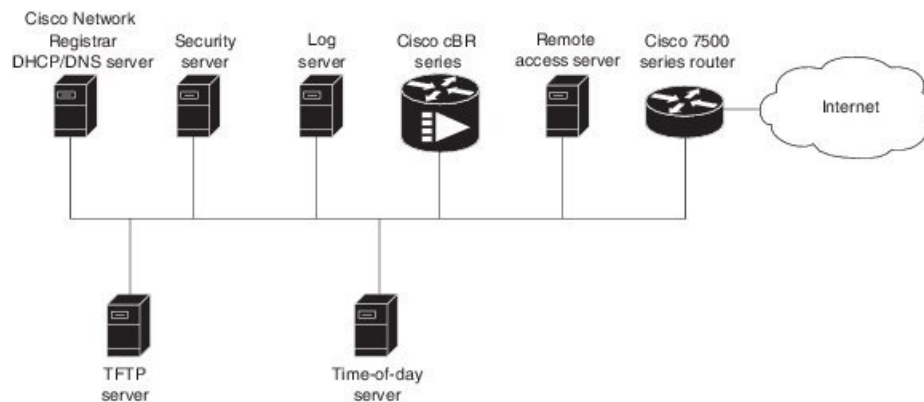 Cisco Network
Registrar
DHCP/DNS server
Security
server
Log
server
Cisco cBR
series
Remote
access server
Cisco 7500
series router
Internet
TFTP
server
Time-of-day
server